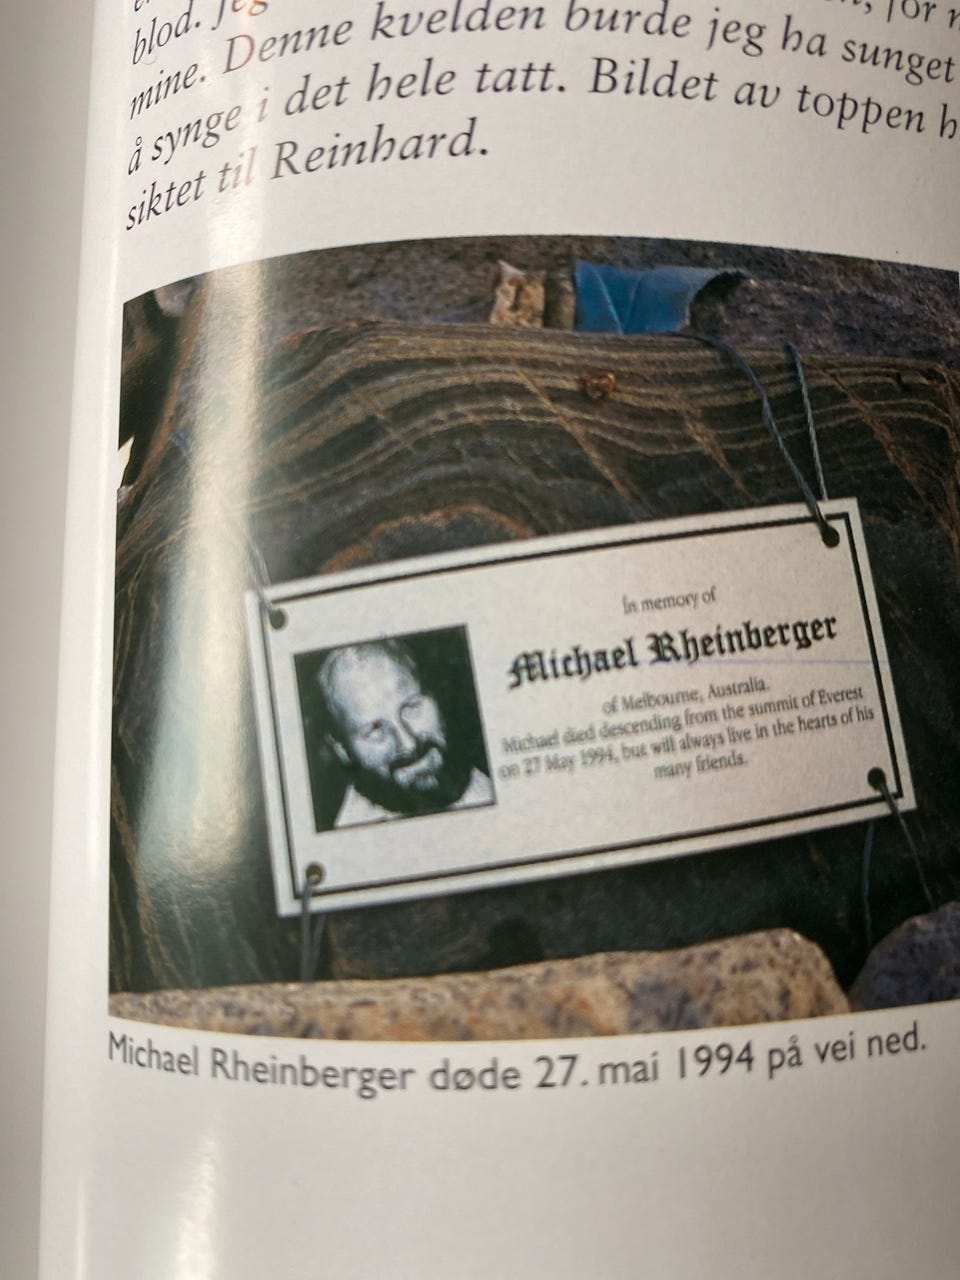 blod. Jeg
mine. Denne kvelden burde jeg ha sunget
å synge i det hele tatt. Bildet av toppen
siktet til Reinhard.
In memory of
Michael Rheinberger
of Melbourne, Australia.
Michael died descending from the summit of Everest
on 27 May 1994, but will always live in the hearts of his
many friends.
Michael Rheinberger døde 27. mai 1994 på vei ned.